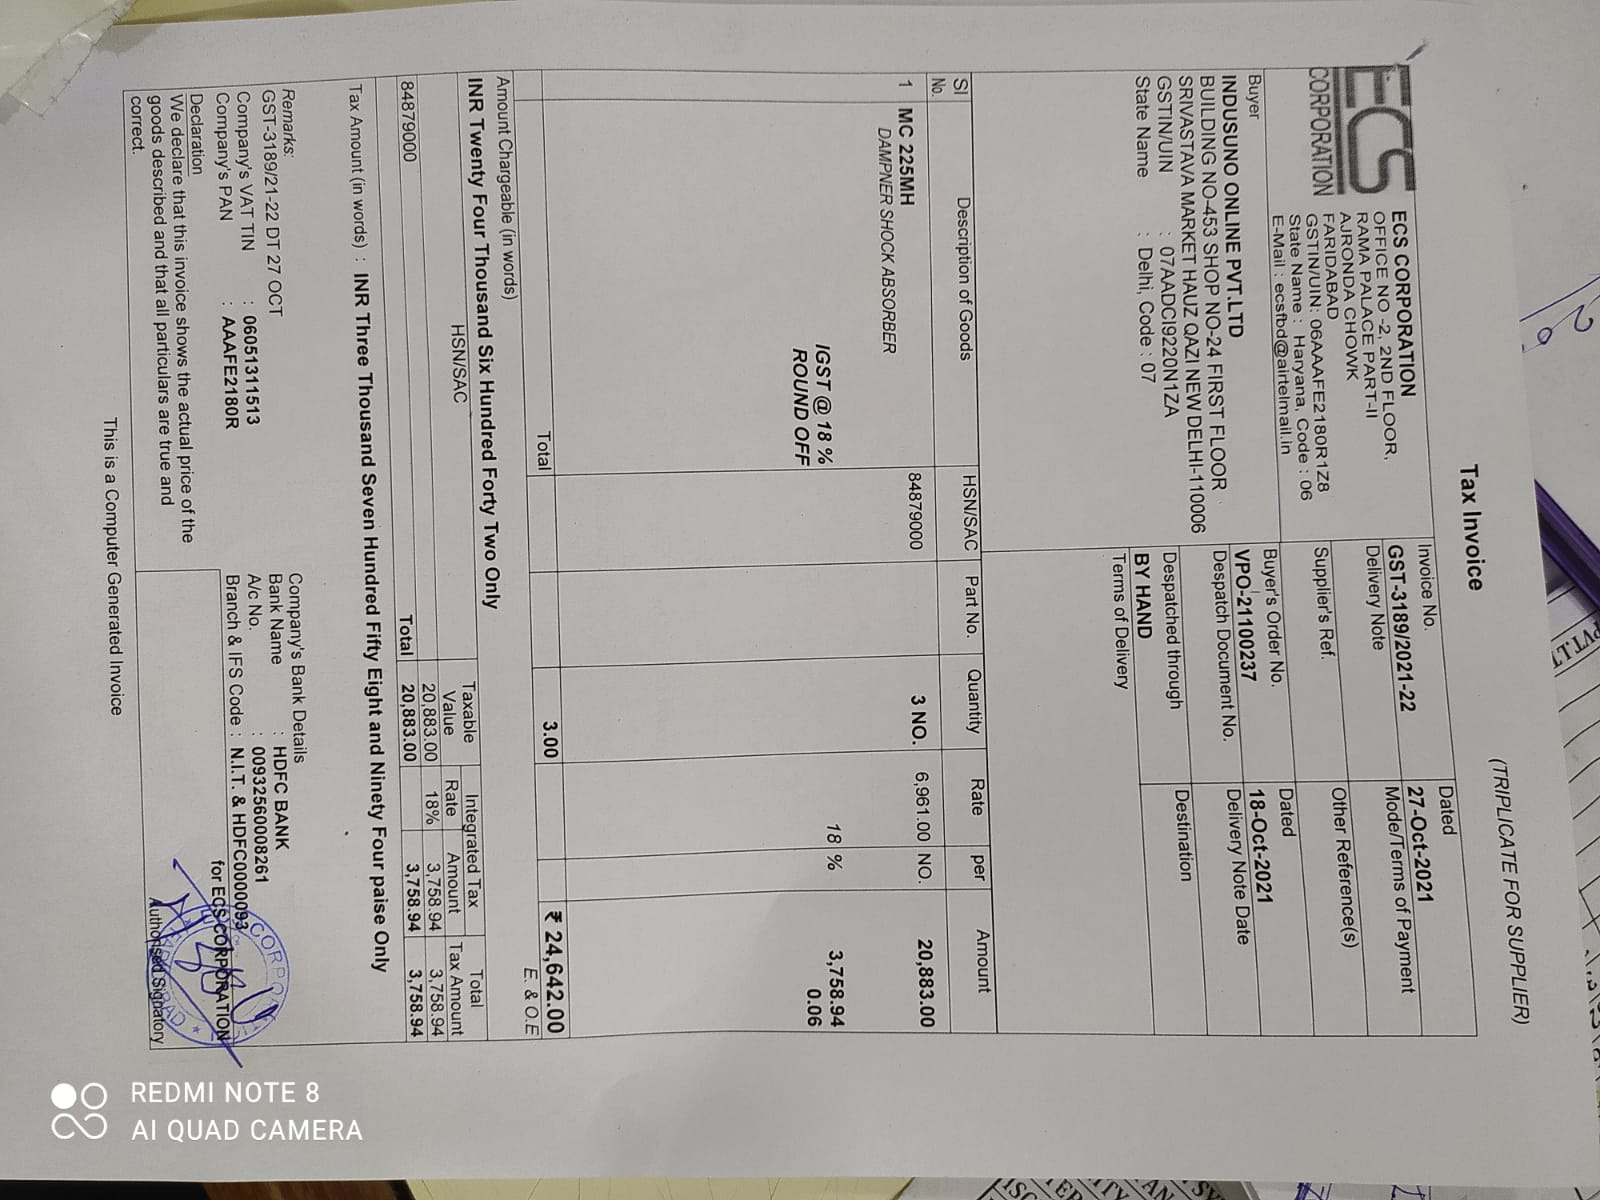 Tax Invoice
(TRIPLICATE FOR SUPPLIER)
ECS
CORPORATION
ECS CORPORATION
OFFICE NO -2, 2ND FLOOR,
RAMA PALACE PART-II
AJRONDA CHOWK
FARIDABAD
GSTIN/UIN: 06AAAFE2180R1Z8
State Name : Haryana, Code : 06
E-Mail : ecsfbd@airtelmail.in
Invoice No.
GST-3189/2021-22
Dated
27-Oct-2021
Delivery Note
Mode/Terms of Payment
Supplier's Ref.
Other Reference(s)
Buyer
INDUSUNO ONLINE PVT.LTD
BUILDING NO-453 SHOP NO-24 FIRST FLOOR
SRIVASTAVA MARKET HAUZ QAZI NEW DELHI-110006
GSTIN/UIN : 07AADCI9220N1ZA
State Name : Delhi, Code : 07
Buyer's Order No.
VPO-21100237
Dated
18-Oct-2021
Despatch Document No.
Delivery Note Date
Despatched through
BY HAND
Destination
Terms of Delivery
Sl No. Description of Goods HSN/SAC Part No. Quantity Rate per Amount
1 MC 225MH 84879000 3 NO. 6,961.00 NO. 20,883.00
DAMPNER SHOCK ABSORBER
IGST @ 18 % 18 % 3,758.94
ROUND OFF 0.06
Total 3.00 ₹ 24,642.00
Amount Chargeable (in words) E. & O.E
INR Twenty Four Thousand Six Hundred Forty Two Only
HSN/SAC Taxable Value Integrated Tax Rate Amount Total Tax Amount
84879000 20,883.00 18% 3,758.94 3,758.94
Total 20,883.00 3,758.94 3,758.94
Tax Amount (in words) : INR Three Thousand Seven Hundred Fifty Eight and Ninety Four paise Only
Remarks:
GST-3189/21-22 DT 27 OCT
Company's VAT TIN : 06051311513
Company's PAN : AAAFE2180R
Declaration
We declare that this invoice shows the actual price of the
goods described and that all particulars are true and
correct.
Company's Bank Details
Bank Name : HDFC BANK
A/c No. : 00932560008261
Branch & IFS Code : N.I.T. & HDFC0000093
for ECS CORPORATION
Authorised Signatory
This is a Computer Generated Invoice
REDMI NOTE 8
AI QUAD CAMERA